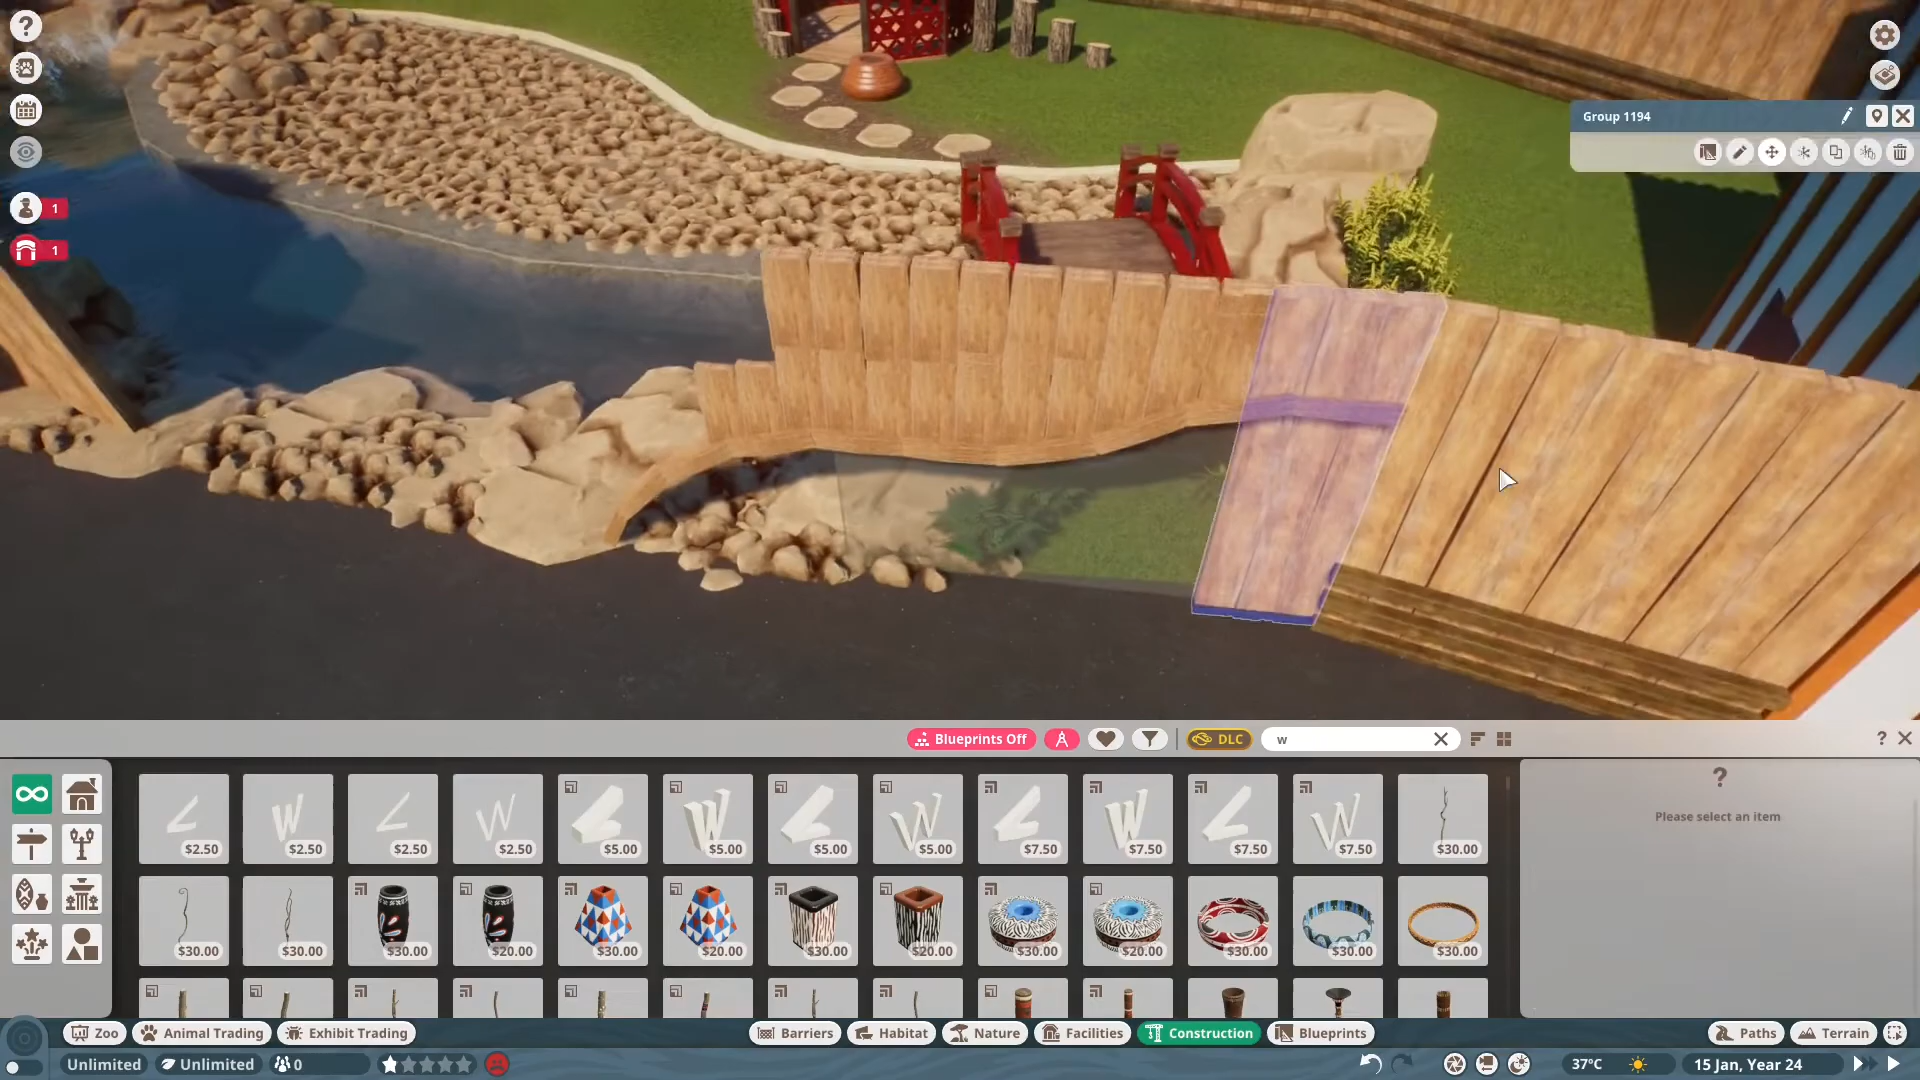 ?
Group 1194
1
1
Blueprints Off
DLC
w
?
$2.50 $2.50 $2.50 $2.50 $5.00 $5.00 $5.00 $5.00 $7.50 $7.50 $7.50 $7.50 $30.00
?
Please select an item
$30.00 $30.00 $30.00 $20.00 $30.00 $20.00 $30.00 $20.00 $30.00 $20.00 $30.00 $30.00 $30.00
Zoo Animal Trading Exhibit Trading Barriers Habitat Nature Facilities Construction Blueprints Paths Terrain
Unlimited Unlimited 0 37°C 15 Jan, Year 24